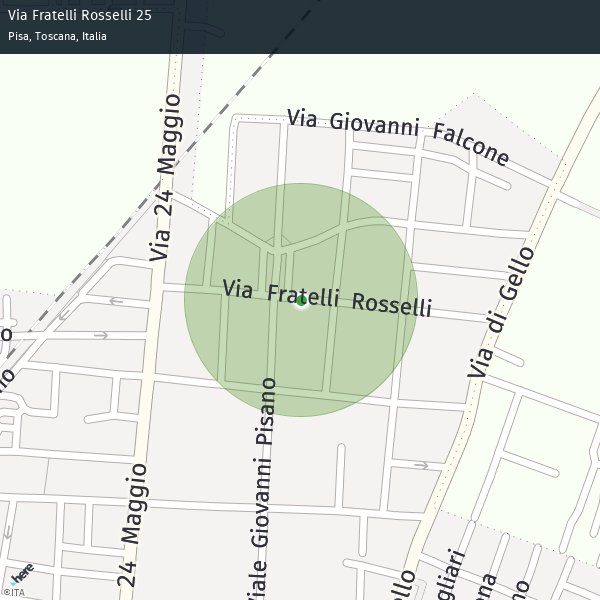 Via Fratelli Rosselli 25
Pisa, Toscana, Italia
Via Giovanni Falcone
Via 24 Maggio
Via di Gello
Via Fratelli Rosselli
Viale Giovanni Pisano
24 Maggio
here
©ITA